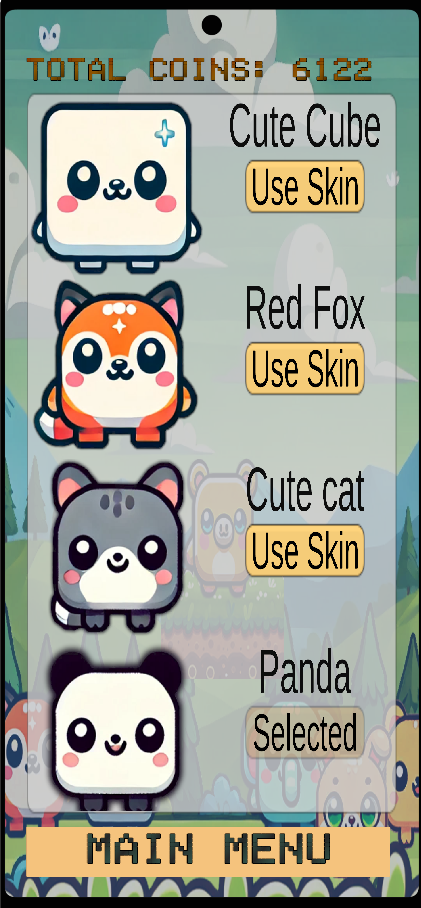 TOTAL COINS: 6122
Cute Cube
Use Skin
Red Fox
Use Skin
Cute cat
Use Skin
Panda
Selected
MAIN MENU